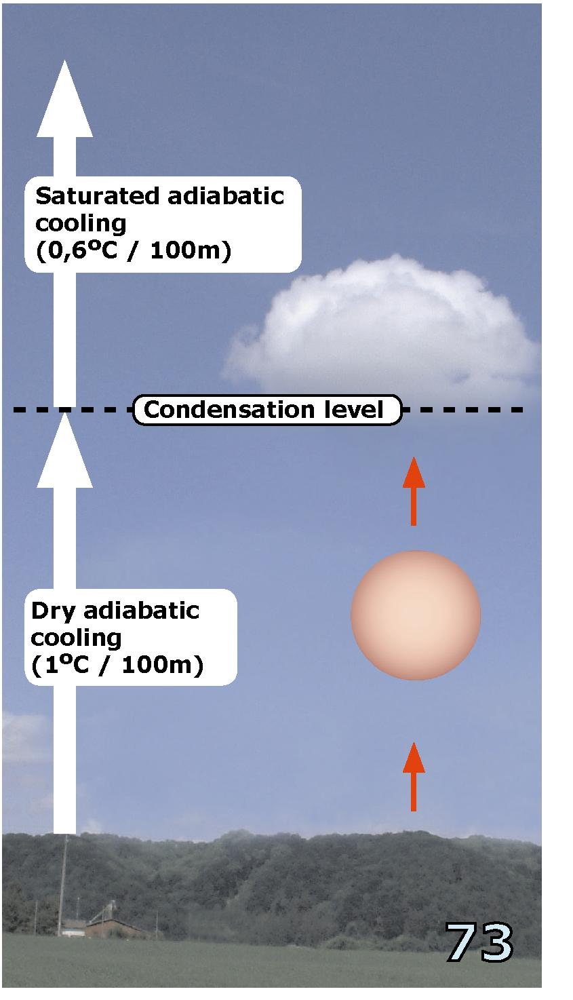 Saturated adiabatic
cooling
(0,6ºC / 100m)
Condensation level
Dry adiabatic
cooling
(1ºC / 100m)
73